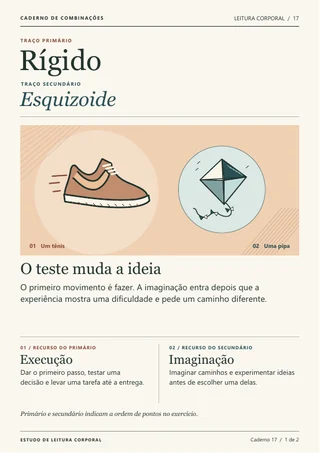 CADERNO DE COMBINAÇÕES
LEITURA CORPORAL / 17
TRAÇO PRIMÁRIO
Rígido
TRAÇO SECUNDÁRIO
Esquizoide
01 Um tênis
02 Uma pipa
O teste muda a ideia
O primeiro movimento é fazer. A imaginação entra depois que a
experiência mostra uma dificuldade e pede um caminho diferente.
01 / RECURSO DO PRIMÁRIO
Execução
Dar o primeiro passo, testar uma
decisão e levar uma tarefa até a entrega.
02 / RECURSO DO SECUNDÁRIO
Imaginação
Imaginar caminhos e experimentar ideias
antes de escolher uma delas.
Primário e secundário indicam a ordem de pontos no exercício.
ESTUDO DE LEITURA CORPORAL
Caderno 17 / 1 de 2